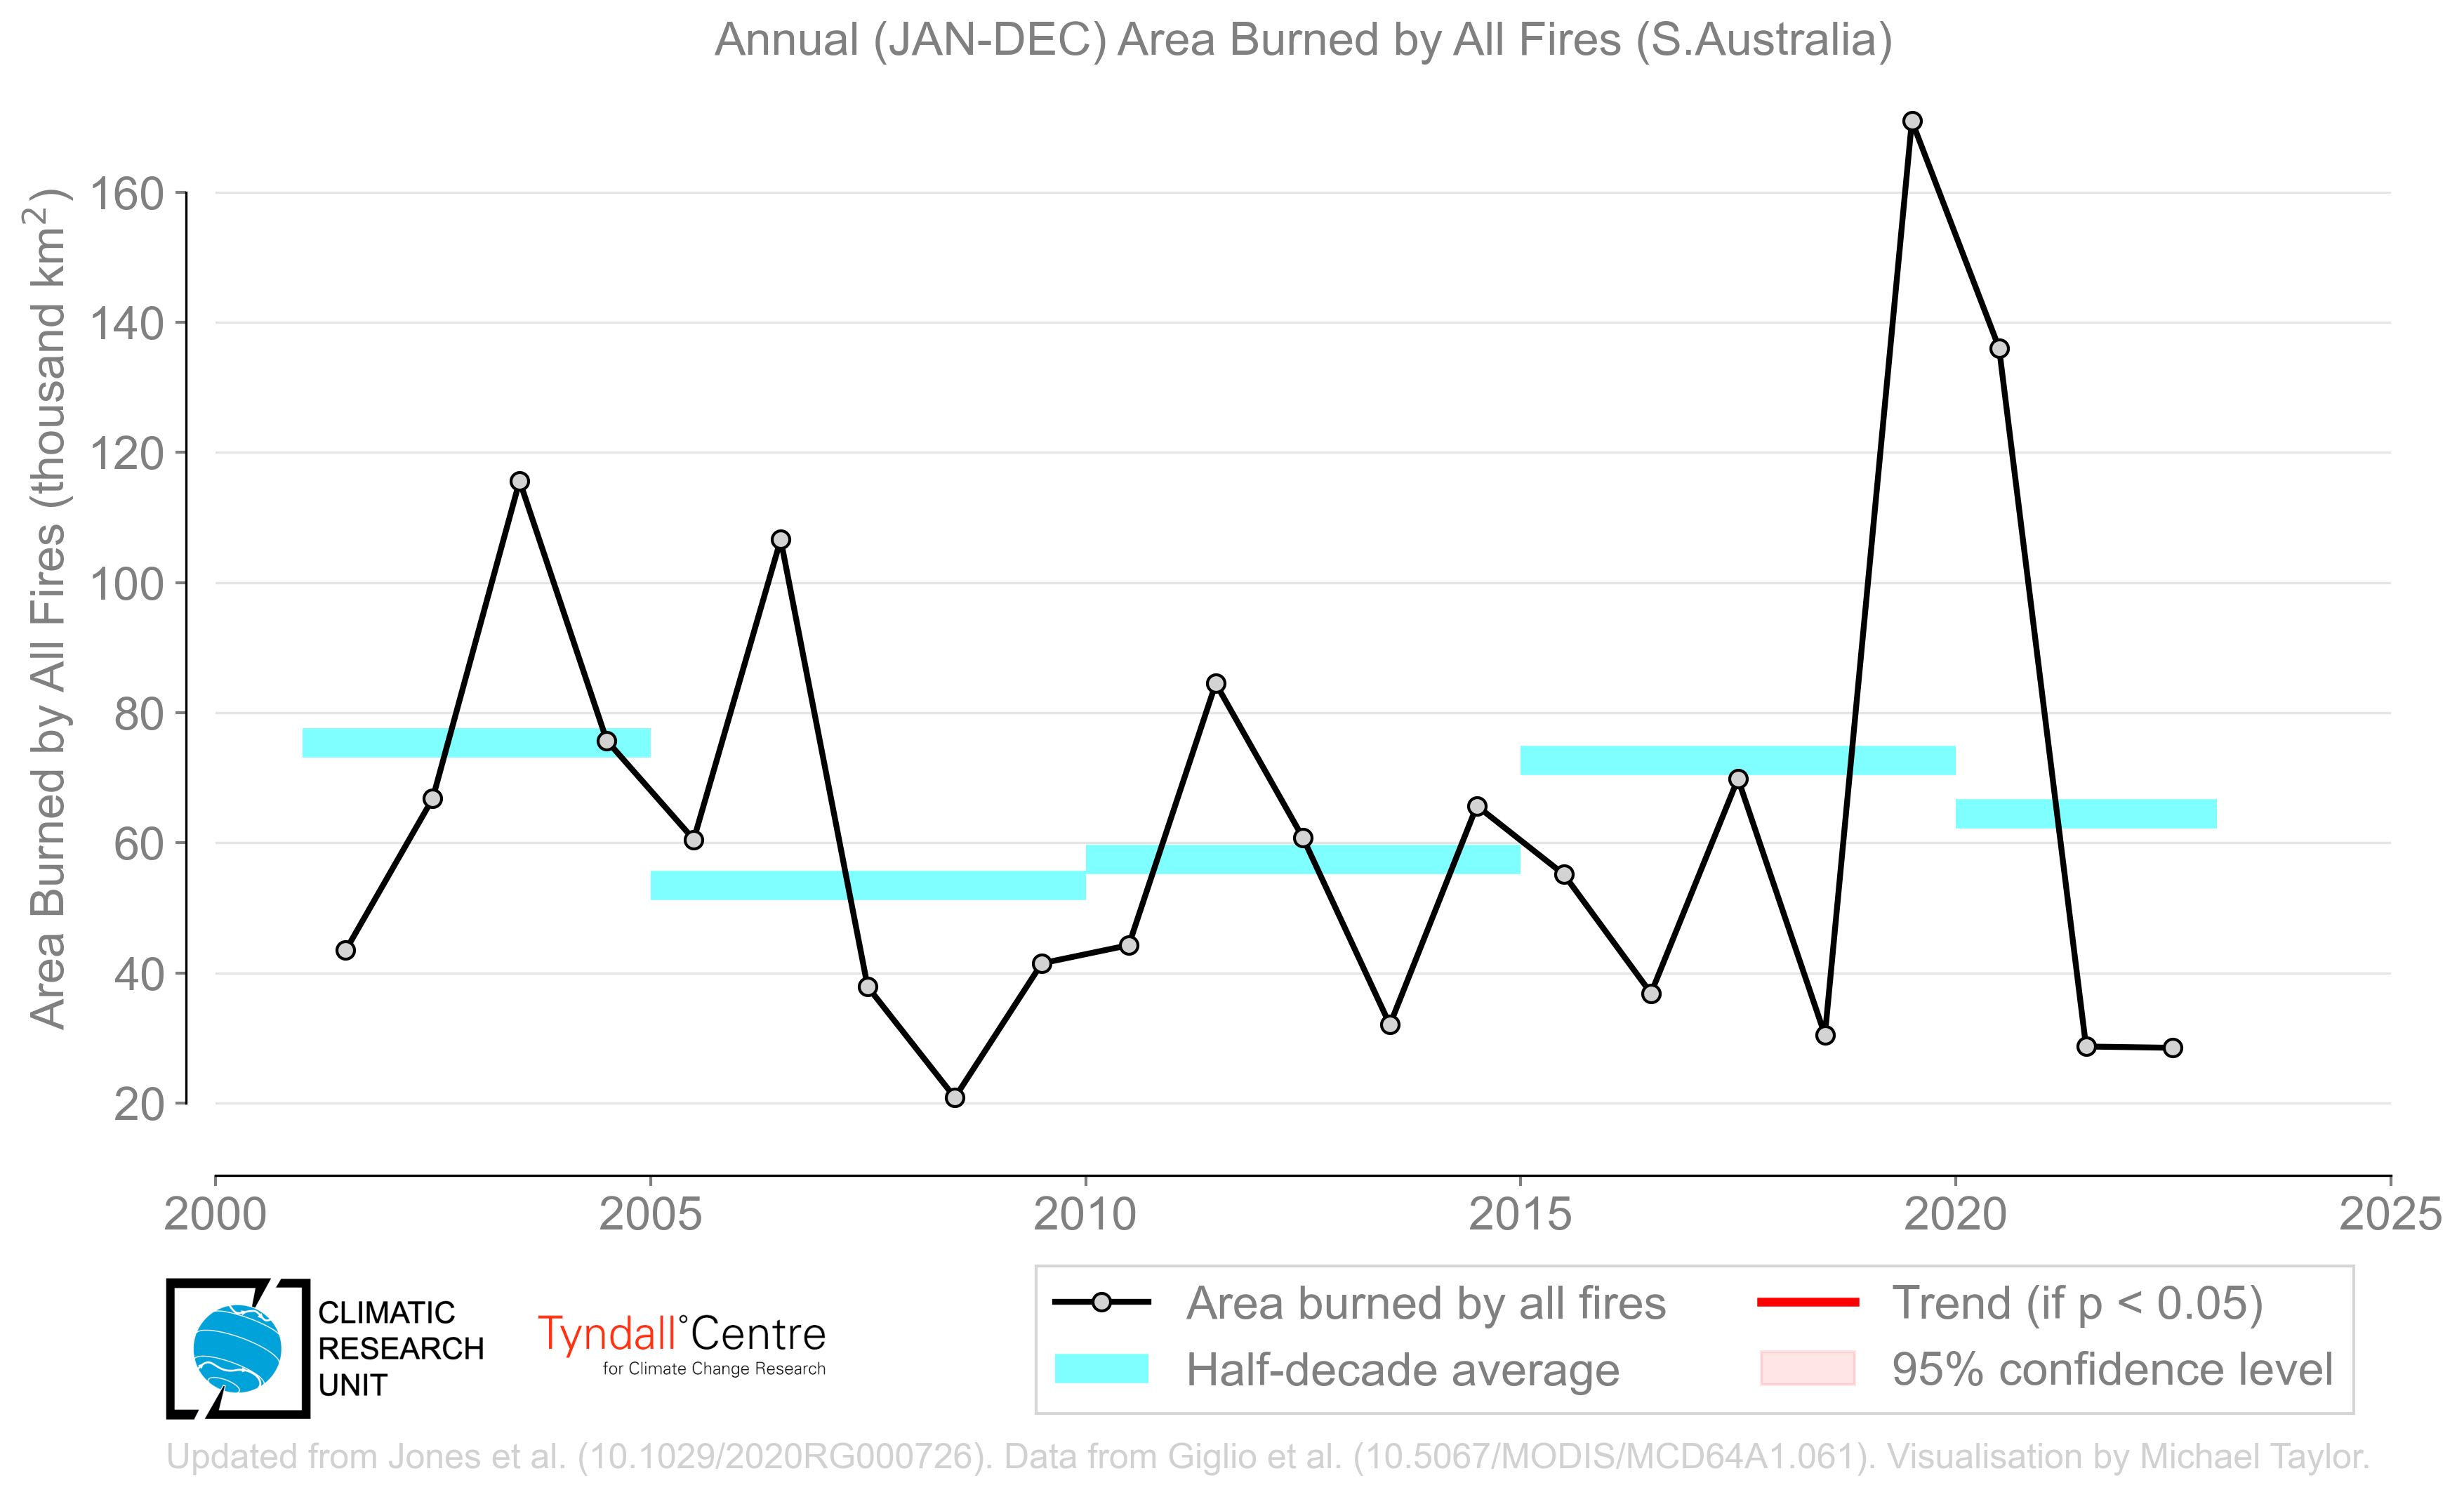 Annual (JAN-DEC) Area Burned by All Fires (S.Australia)
Area Burned by All Fires (thousand km²)
160
140
120
100
80
60
40
20
2000
2005
2010
2015
2020
2025
CLIMATIC
RESEARCH
UNIT
Tyndall°Centre
for Climate Change Research
Area burned by all fires
Half-decade average
Trend (if p < 0.05)
95% confidence level
Updated from Jones et al. (10.1029/2020RG000726). Data from Giglio et al. (10.5067/MODIS/MCD64A1.061). Visualisation by Michael Taylor.